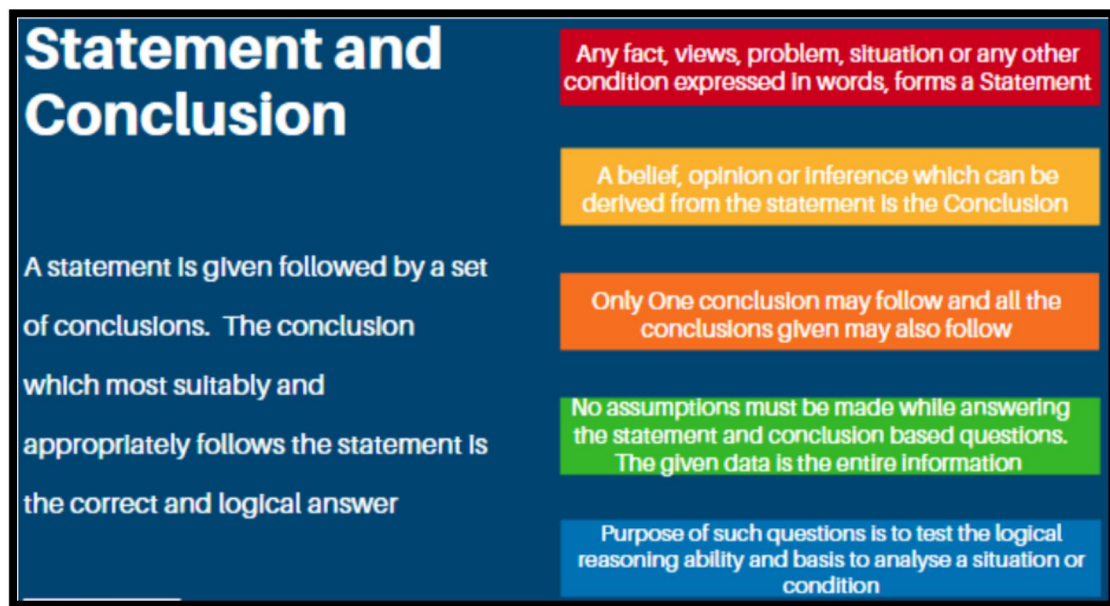 Statement and
Conclusion
A statement is given followed by a set
of conclusions. The conclusion
which most suitably and
appropriately follows the statement is
the correct and logical answer
Any fact, views, problem, situation or any other
condition expressed in words, forms a Statement
A belief, opinion or inference which can be
derived from the statement is the Conclusion
Only One conclusion may follow and all the
conclusions given may also follow
No assumptions must be made while answering
the statement and conclusion based questions.
The given data is the entire information
Purpose of such questions is to test the logical
reasoning ability and basis to analyse a situation or
condition